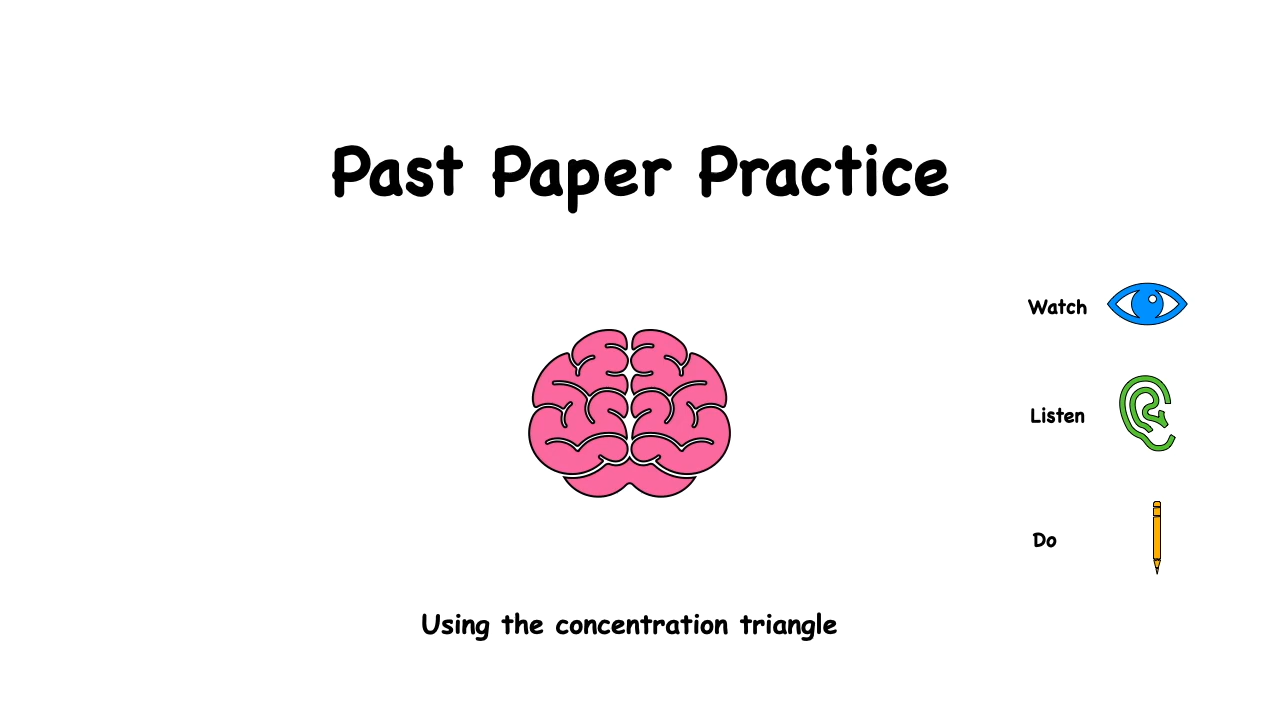 Past Paper Practice
Watch
Listen
Do
Using the concentration triangle